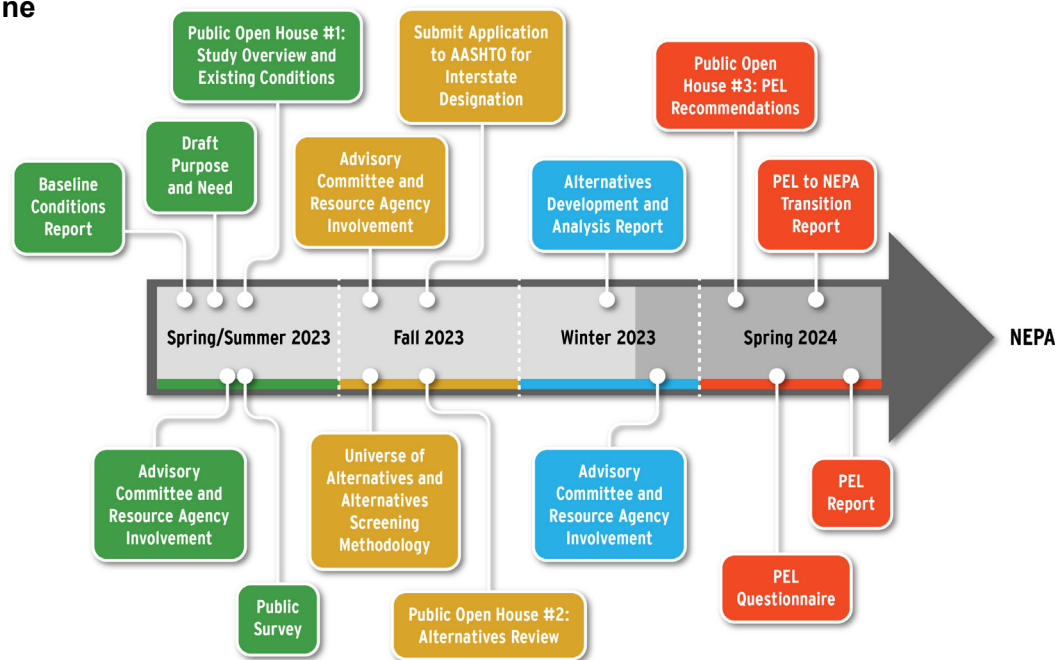 ne
Public Open House #1:
Study Overview and
Existing Conditions
Submit Application
to AASHTO for
Interstate
Designation
Public Open
House #3: PEL
Recommendations
Draft
Purpose
and Need
Advisory
Committee and
Resource Agency
Involvement
Baseline
Conditions
Report
Alternatives
Development and
Analysis Report
PEL to NEPA
Transition
Report
Spring/Summer 2023
Fall 2023
Winter 2023
Spring 2024
NEPA
Advisory
Committee and
Resource Agency
Involvement
Universe of
Alternatives and
Alternatives
Screening
Methodology
Advisory
Committee and
Resource Agency
Involvement
PEL
Report
Public
Survey
Public Open House #2:
Alternatives Review
PEL
Questionnaire